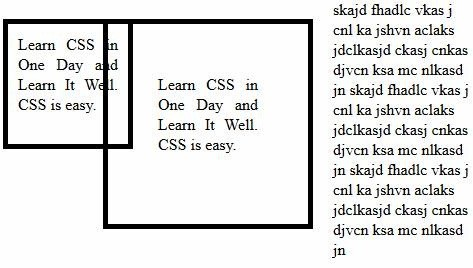 Learn CSS in
One Day and
Learn It Well.
CSS is easy.
Learn CSS in
One Day and
Learn It Well.
CSS is easy.
skajd fhadlc vkas j
cnl ka jshvn aclaks
jdclkasjd ckasj cnkas
djvcn ksa mc nlkasd
jn skajd fhadlc vkas j
cnl ka jshvn aclaks
jdclkasjd ckasj cnkas
djvcn ksa mc nlkasd
jn skajd fhadlc vkas j
cnl ka jshvn aclaks
jdclkasjd ckasj cnkas
djvcn ksa mc nlkasd
jn